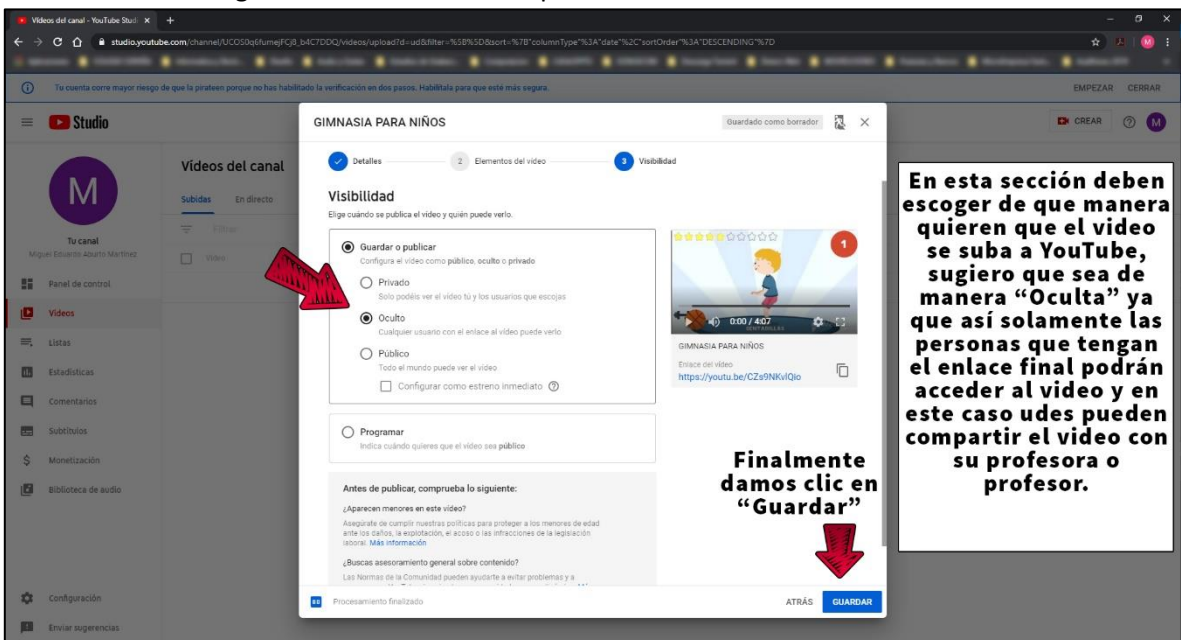 Vídeos del canal - YouTube Studi
studio.youtube.com/channel/UCOS0q6fumejFCjB_b4C7DDQ/videos/upload?d=ud&filter=%5B%5D&sort=%7B"columnType"%3A"date"%2C"sortOrder"%3A"DESCENDING"%7D
Tu cuenta corre mayor riesgo de que la pirateen porque no has habilitado la verificación en dos pasos. Habilítala para que esté más segura.
EMPEZAR CERRAR
Studio
CREAR
M
M
Tu canal
Miguel Eduardo Aburto Martínez
Panel de control
Vídeos
Listas
Estadísticas
Comentarios
Subtítulos
Monetización
Biblioteca de audio
Configuración
Enviar sugerencias
Vídeos del canal
Subidas En directo
Filtrar
Vídeo
GIMNASIA PARA NIÑOS
Guardado como borrador
Detalles
2 Elementos del vídeo
3 Visibilidad
Visibilidad
Elige cuándo se publica el vídeo y quién puede verlo.
Guardar o publicar
Configura el vídeo como público, oculto o privado
Privado
Solo podéis ver el vídeo tú y los usuarios que escojas
Oculto
Cualquier usuario con el enlace al vídeo puede verlo
Público
Todo el mundo puede ver el vídeo
Configurar como estreno inmediato
Programar
Indica cuándo quieres que el vídeo sea público
Antes de publicar, comprueba lo siguiente:
¿Aparecen menores en este vídeo?
Asegúrate de cumplir nuestras políticas para proteger a los menores de edad
ante los daños, la explotación, el acoso o las infracciones de la legislación
laboral. Más información
¿Buscas asesoramiento general sobre contenido?
Las Normas de la Comunidad pueden ayudarte a evitar problemas y a
1
0:00 / 4:07
SENTADILLAS
GIMNASIA PARA NIÑOS
Enlace del vídeo
https://youtu.be/CZs9NKvlQio
Procesamiento finalizado
ATRÁS GUARDAR
Finalmente
damos clic en
“Guardar”
En esta sección deben
escoger de que manera
quieren que el video
se suba a YouTube,
sugiero que sea de
manera “Oculta” ya
que así solamente las
personas que tengan
el enlace final podrán
acceder al video y en
este caso udes pueden
compartir el video con
su profesora o
profesor.